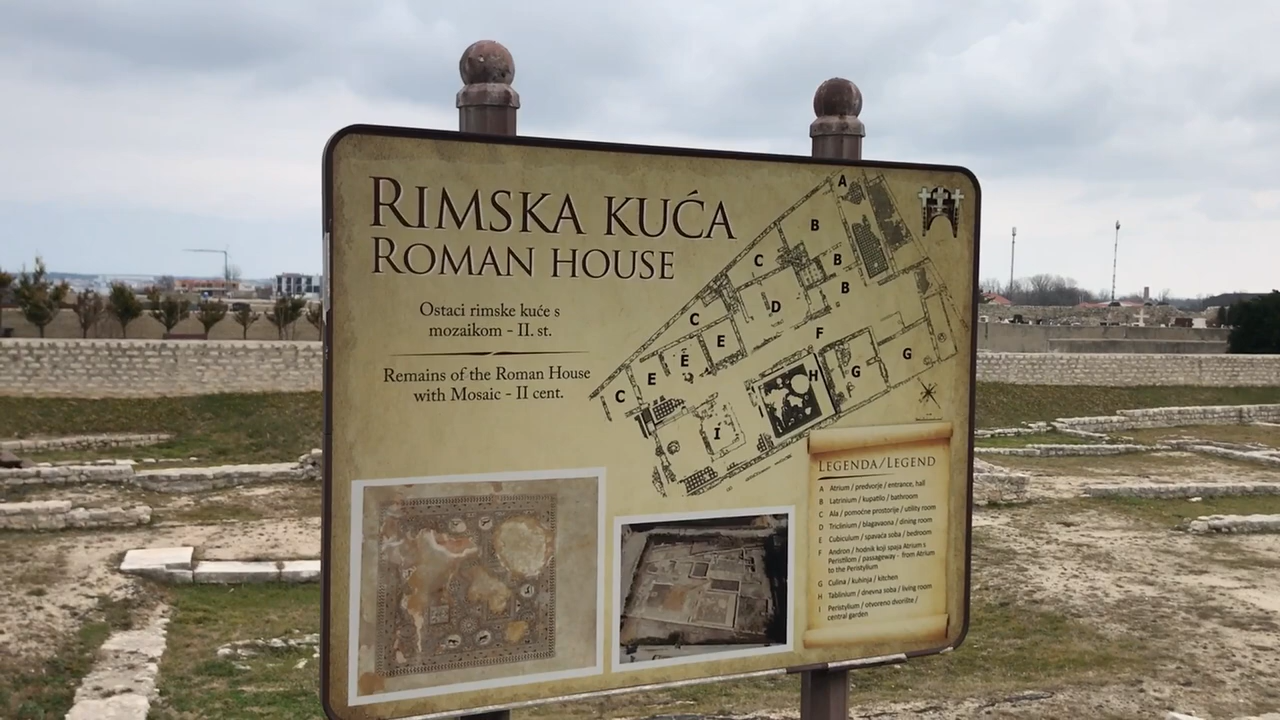 RIMSKA KUĆA
ROMAN HOUSE
Ostaci rimske kuće s
mozaikom - II. st.
Remains of the Roman House
with Mosaic - II cent.
A
B
C
B
B
D
C
F
E
E
E
C
G
G
H
I
LEGENDA/LEGEND
A Atrium / predvorje / entrance, hall
B Latrinium / kupatilo / bathroom
C Ala / pomoćne prostorije / utility room
D Triclinium / blagavaona / dining room
E Cubiculum / spavaća soba / bedroom
F Andron / hodnik koji spaja Atrium s
Peristilom / passageway - from Atrium
to the Peristylium
G Culina / kuhinja / kitchen
H Tablinium / dnevna soba / living room
I Peristylium / otvoreno dvorište /
central garden